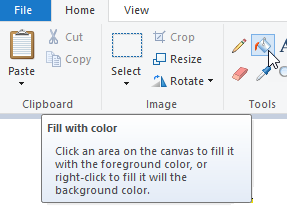 File
Home
View
Paste
Cut
Copy
Clipboard
Select
Crop
Resize
Rotate
Image
A
Tools
Fill with color
Click an area on the canvas to fill it
with the foreground color, or
right-click to fill it will the
background color.